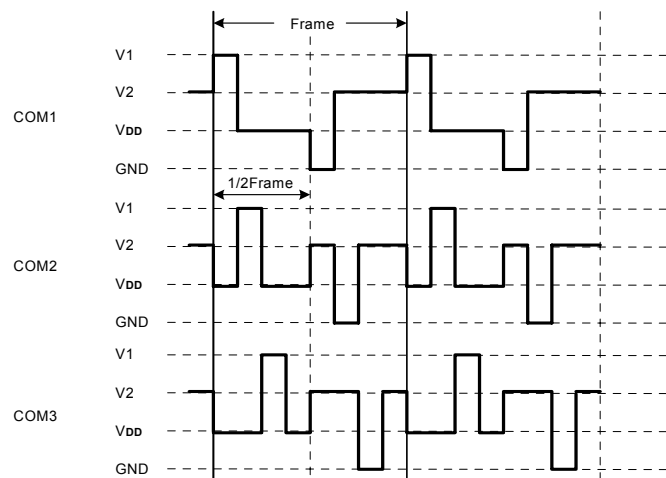 Frame
V1
V2
COM1
VDD
GND
1/2Frame
V1
V2
COM2
VDD
GND
V1
V2
COM3
VDD
GND